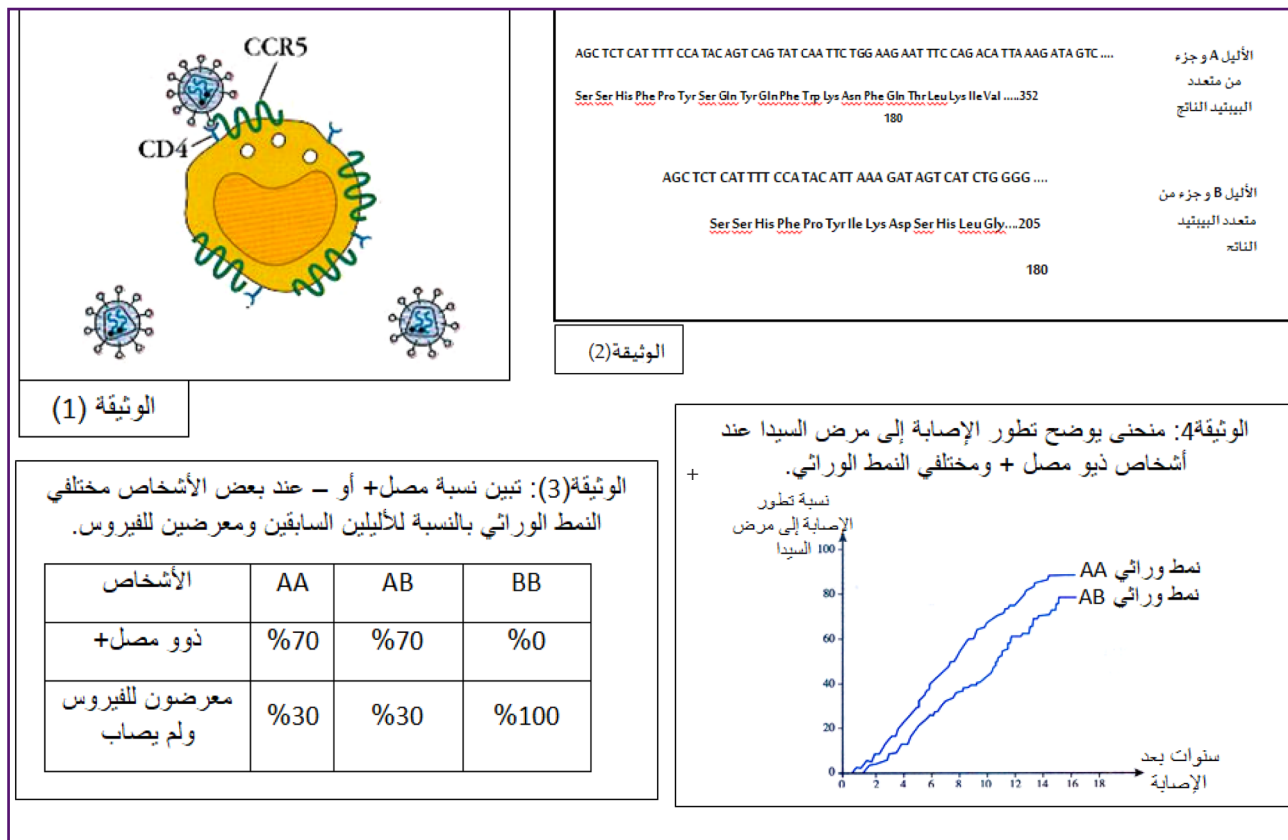 CCR5
CD4
الوثيقة (1)
AGC TCT CAT TTT CCA TAC AGT CAG TAT CAA TTC TGG AAG AAT TTC CAG ACA TTA AAG ATA GTC ....
الأليل A و جزء
من متعدد
البيبتيد الناتج
Ser Ser His Phe Pro Tyr Ser Gln Tyr Gln Phe Trp Lys Asn Phe Gln Thr Leu Lys Ile Val .....352
180
AGC TCT CAT TTT CCA TAC ATT AAA GAT AGT CAT CTG GGG ....
الأليل B و جزء من
متعدد البيبتيد
الناتج
Ser Ser His Phe Pro Tyr Ile Lys Asp Ser His Leu Gly....205
180
الوثيقة(2)
الوثيقة(3): تبين نسبة مصل+ أو – عند بعض الأشخاص مختلفي
النمط الوراثي بالنسبة للأليلين السابقين ومعرضين للفيروس.
الأشخاص AA AB BB
ذوو مصل+ %70 %70 %0
معرضون للفيروس
ولم يصاب %30 %30 %100
الوثيقة4: منحنى يوضح تطور الإصابة إلى مرض السيدا عند
أشخاص ذيو مصل + ومختلفي النمط الوراثي.
نسبة تطور
الإصابة إلى مرض
السيدا
100
80
60
40
20
0
0 2 4 6 8 10 12 14 16 18
نمط وراثي AA
نمط وراثي AB
سنوات بعد
الإصابة